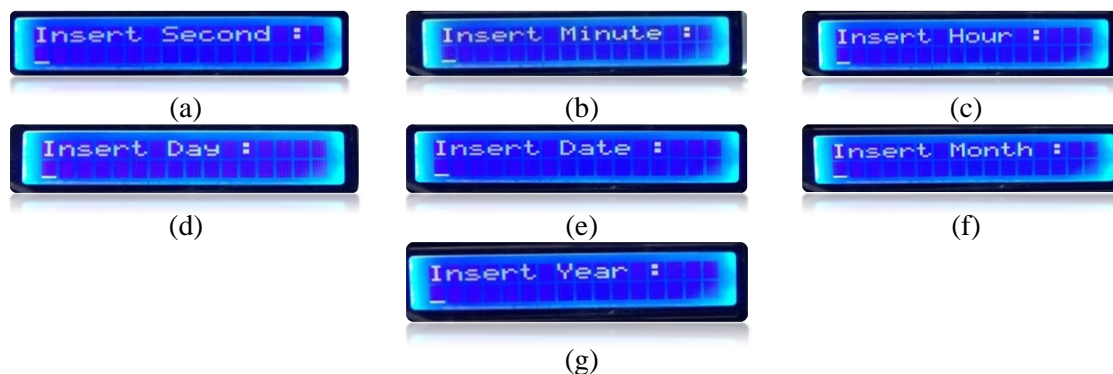 Insert Second :
Insert Minute :
Insert Hour :
(a)
(b)
(c)
Insert Day :
Insert Date :
Insert Month :
(d)
(e)
(f)
Insert Year :
(g)